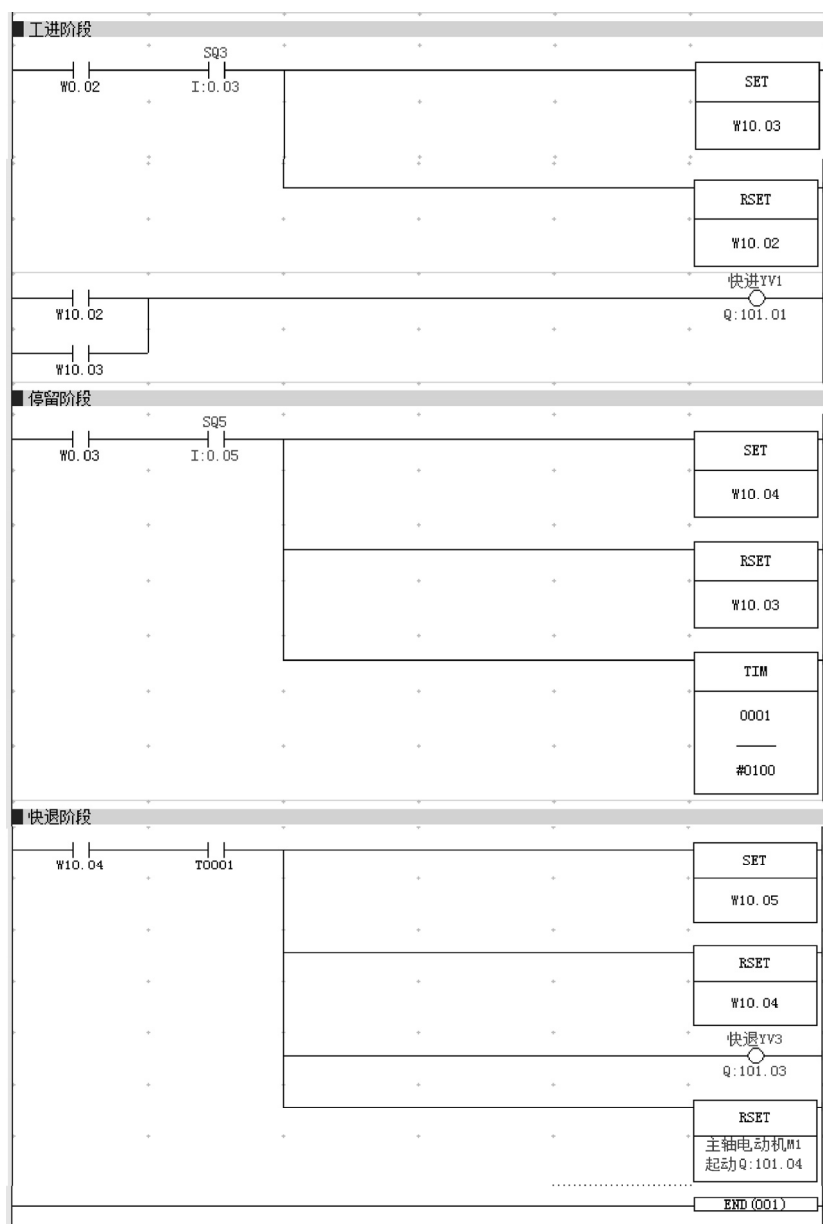 工进阶段
SQ3
W0.02
I:0.03
SET
W10.03
RSET
W10.02
快进YV1
W10.02
Q:101.01
W10.03
停留阶段
SQ5
W0.03
I:0.05
SET
W10.04
RSET
W10.03
TIM
0001
#0100
快退阶段
W10.04
T0001
SET
W10.05
RSET
W10.04
快退YV3
Q:101.03
RSET
主轴电动机M1
起动Q:101.04
END(001)